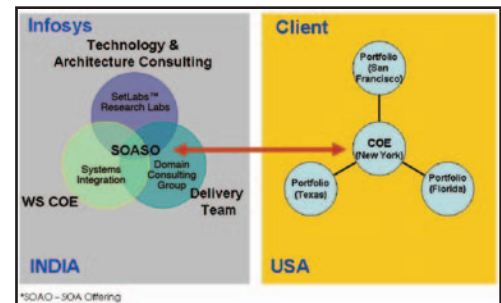 Infosys
Technology &
Architecture Consulting
SetLabs™
Research Labs
SOASO
Systems
Integration
Domain
Consulting
Group
WS COE
Delivery
Team
INDIA
Client
Portfolio
(San
Francisco)
COE
(New York)
Portfolio
(Texas)
Portfolio
(Florida)
USA
*SOAO – SOA Offering